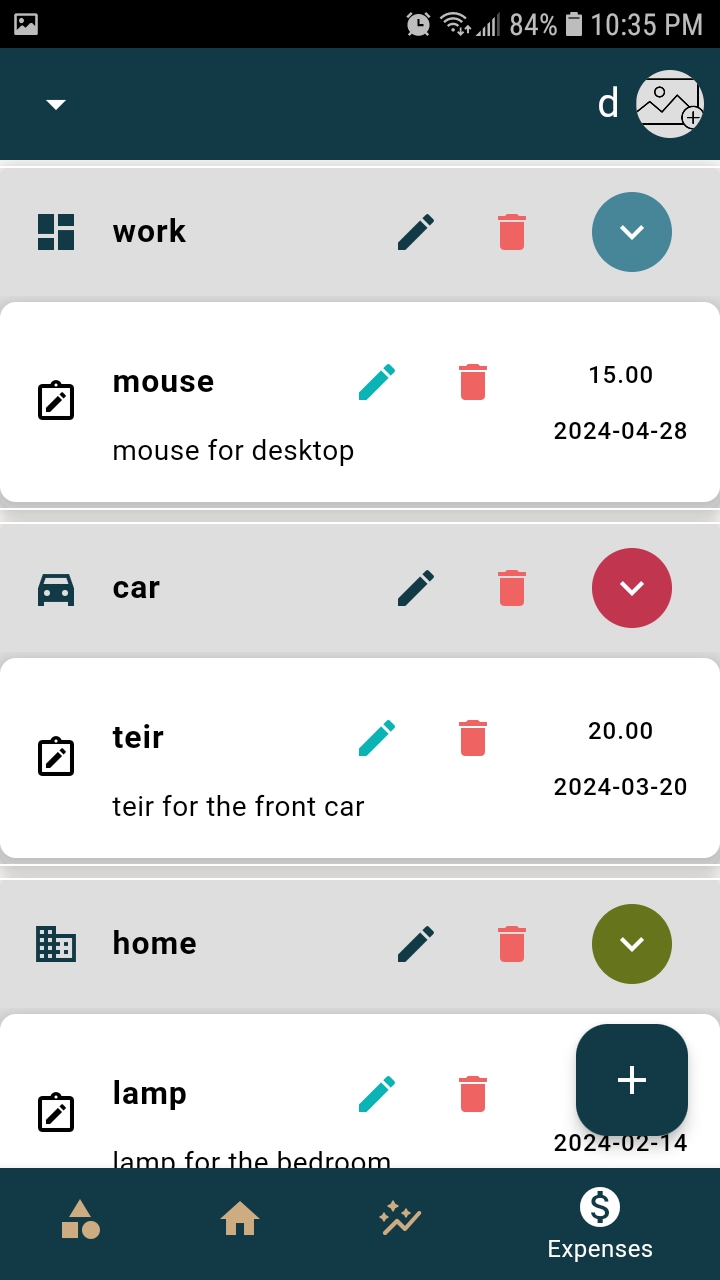 84% 10:35 PM
d
work
mouse
15.00
mouse for desktop
2024-04-28
car
teir
20.00
teir for the front car
2024-03-20
home
lamp
lamp for the bedroom
2024-02-14
Expenses